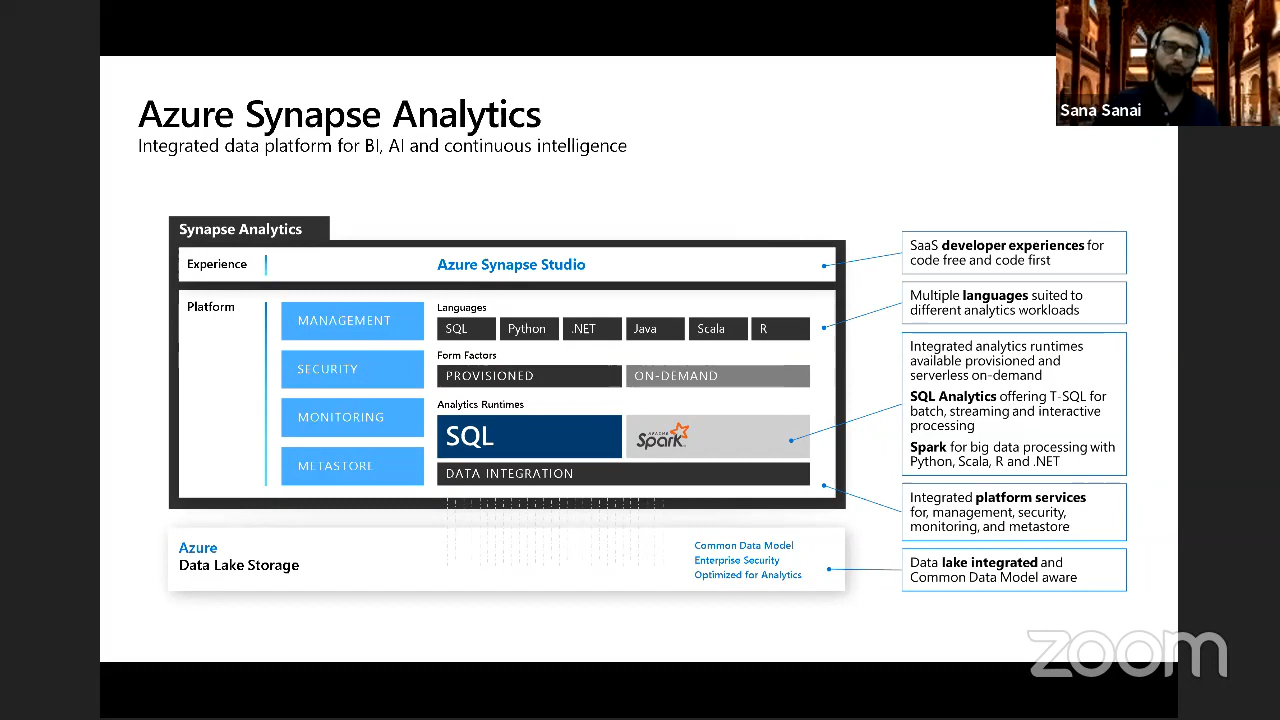 Sana Sanai
Azure Synapse Analytics
Integrated data platform for BI, AI and continuous intelligence
Synapse Analytics
Experience
Azure Synapse Studio
Platform
MANAGEMENT
SECURITY
MONITORING
METASTORE
Languages
SQL
Python
.NET
Java
Scala
R
Form Factors
PROVISIONED
ON-DEMAND
Analytics Runtimes
SQL
APACHE
Spark
DATA INTEGRATION
Azure
Data Lake Storage
Common Data Model
Enterprise Security
Optimized for Analytics
SaaS developer experiences for
code free and code first
Multiple languages suited to
different analytics workloads
Integrated analytics runtimes
available provisioned and
serverless on-demand
SQL Analytics offering T-SQL for
batch, streaming and interactive
processing
Spark for big data processing with
Python, Scala, R and .NET
Integrated platform services
for, management, security,
monitoring, and metastore
Data lake integrated and
Common Data Model aware
zoom